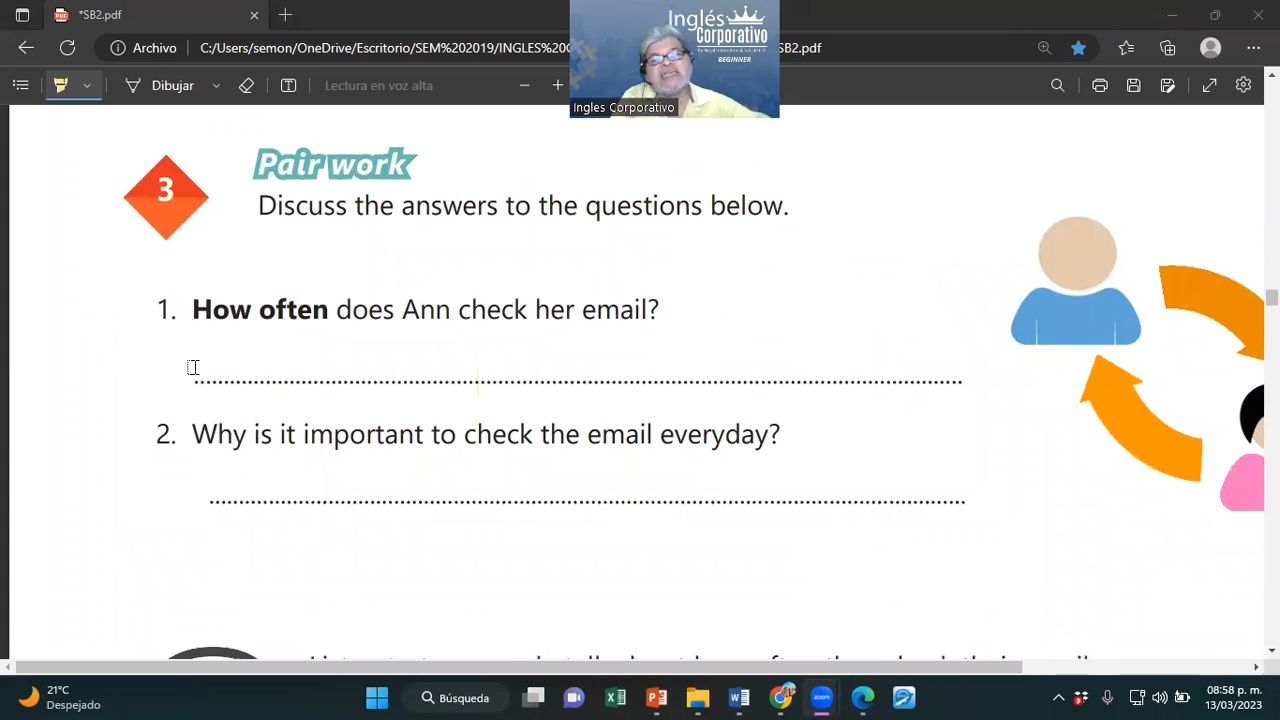 *SB2.pdf
Archivo
C:/Users/semon/OneDrive/Escritorio/SEM%202019/INGLES%20
SB2.pdf
Inglés
Corporativo
BEGINNER
Ingles Corporativo
Dibujar
Lectura en voz alta
3
Pair work
Discuss the answers to the questions below.
1. How often does Ann check her email?
2. Why is it important to check the email everyday?
21°C
Despejado
Búsqueda
08:58 p. m.
13/03/2023